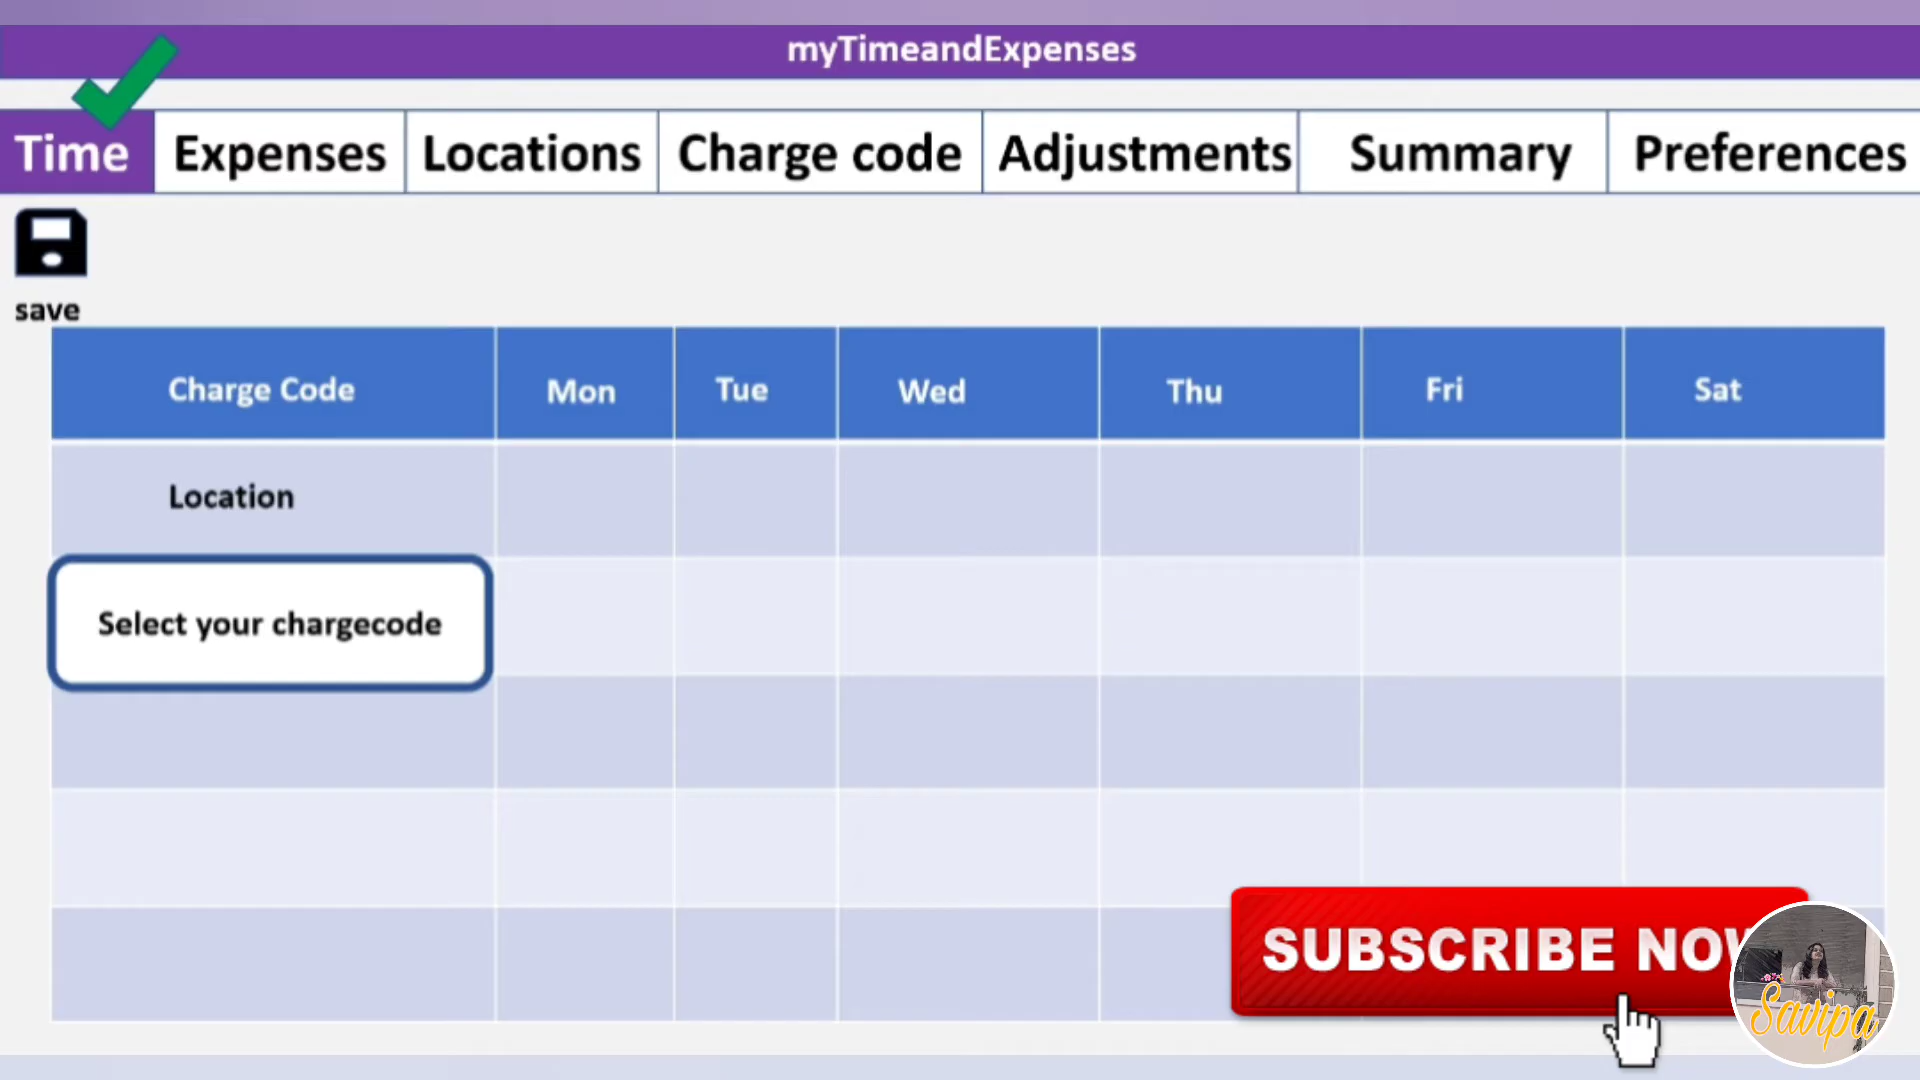 myTimeandExpenses
Time Expenses Locations Charge code Adjustments Summary Preferences
save
Charge Code Mon Tue Wed Thu Fri Sat
Location
Select your chargecode
SUBSCRIBE NOW
Savipa